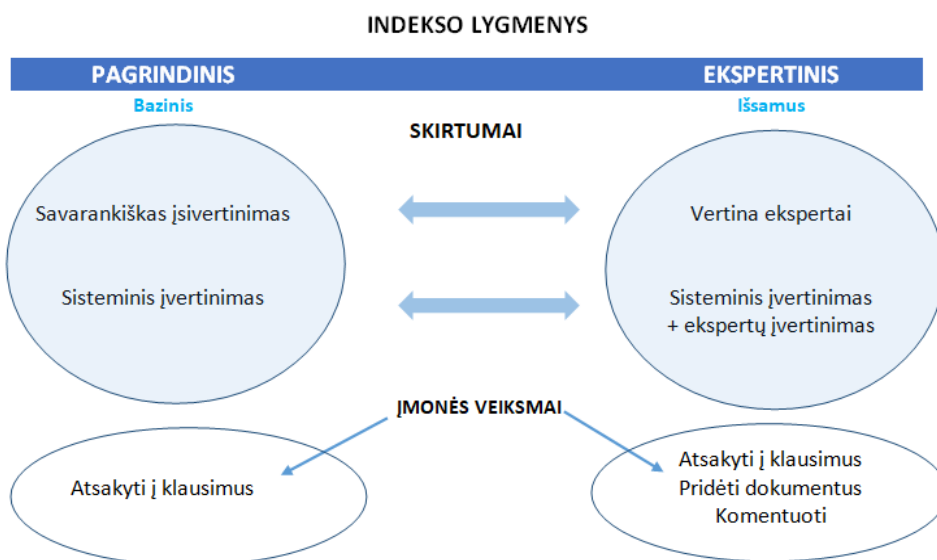 INDEKSO LYGMENYS
PAGRINDINIS
EKSPERTINIS
Bazinis
Išsamus
SKIRTUMAI
Savarankiškas įsivertinimas
Vertina ekspertai
Sisteminis įvertinimas
Sisteminis įvertinimas
+ ekspertų įvertinimas
ĮMONĖS VEIKSMAI
Atsakyti į klausimus
Atsakyti į klausimus
Pridėti dokumentus
Komentuoti